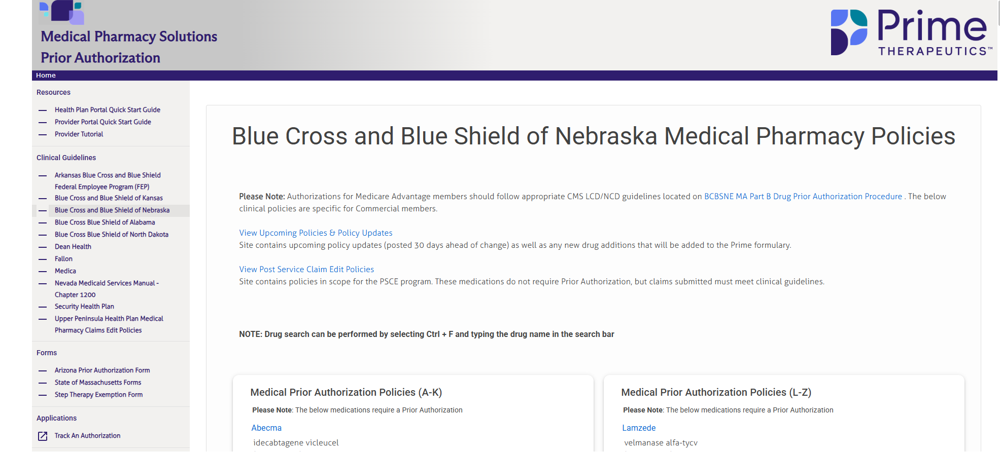 Medical Pharmacy Solutions
Prior Authorization
Prime
THERAPEUTICS™
Home
Resources
Health Plan Portal Quick Start Guide
Provider Portal Quick Start Guide
Provider Tutorial
Clinical Guidelines
Arkansas Blue Cross and Blue Shield
Federal Employee Program (FEP)
Blue Cross and Blue Shield of Kansas
Blue Cross and Blue Shield of Nebraska
Blue Cross Blue Shield of Alabama
Blue Cross Blue Shield of North Dakota
Dean Health
Fallon
Medica
Nevada Medicaid Services Manual -
Chapter 1200
Security Health Plan
Upper Peninsula Health Plan Medical
Pharmacy Claims Edit Policies
Forms
Arizona Prior Authorization Form
State of Massachusetts Forms
Step Therapy Exemption Form
Applications
Track An Authorization
Blue Cross and Blue Shield of Nebraska Medical Pharmacy Policies
Please Note: Authorizations for Medicare Advantage members should follow appropriate CMS LCD/NCD guidelines located on BCBSNE MA Part B Drug Prior Authorization Procedure . The below
clinical policies are specific for Commercial members.
View Upcoming Policies & Policy Updates
Site contains upcoming policy updates (posted 30 days ahead of change) as well as any new drug additions that will be added to the Prime formulary.
View Post Service Claim Edit Policies
Site contains policies in scope for the PSCE program. These medications do not require Prior Authorization, but claims submitted must meet clinical guidelines.
NOTE: Drug search can be performed by selecting Ctrl + F and typing the drug name in the search bar
Medical Prior Authorization Policies (A-K)
Please Note: The below medications require a Prior Authorization
Abecma
idecabtagene vicleucel
Medical Prior Authorization Policies (L-Z)
Please Note: The below medications require a Prior Authorization
Lamzede
velmanase alfa-tycv